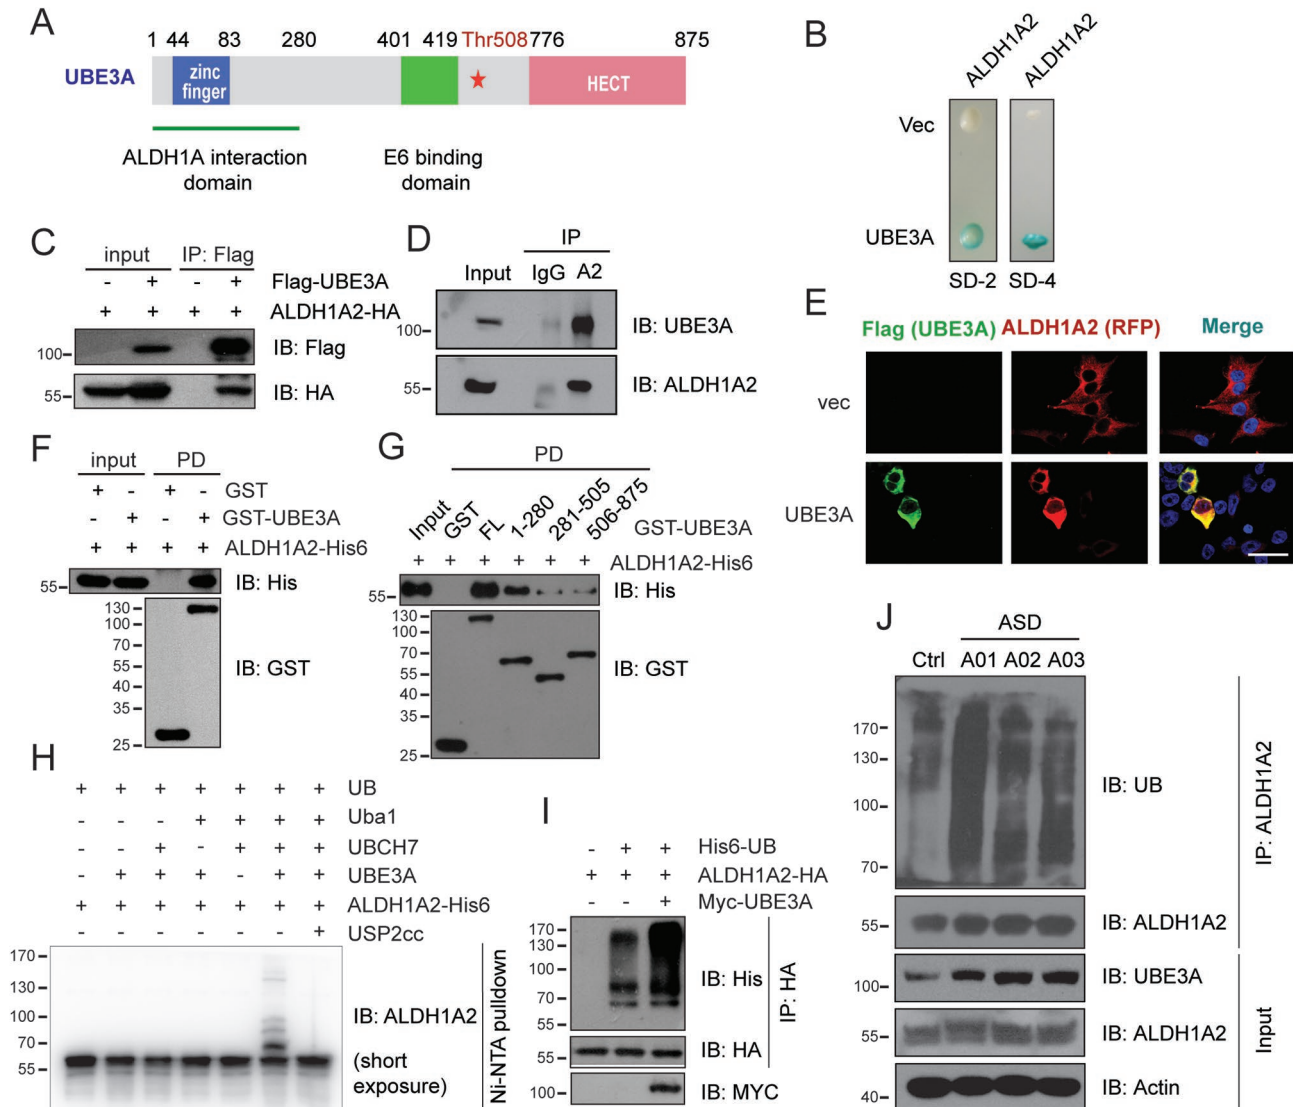 A
1 44 83 280 401 419 Thr508 776 875
UBE3A
zinc
finger
HECT
ALDH1A interaction
domain
E6 binding
domain
B
ALDH1A2 ALDH1A2
Vec
UBE3A
SD-2 SD-4
C
input IP: Flag
- + - + Flag-UBE3A
+ + + + ALDH1A2-HA
100 IB: Flag
55 IB: HA
D
IP
Input IgG A2
100 IB: UBE3A
55 IB: ALDH1A2
E
Flag (UBE3A) ALDH1A2 (RFP) Merge
vec
UBE3A
F
input PD
+ - + - GST
- + - + GST-UBE3A
+ + + + ALDH1A2-His6
55 IB: His
130
100
70
55
40
35
25
IB: GST
G
PD
Input GST FL 1-280 281-505 506-875 GST-UBE3A
+ + + + + + ALDH1A2-His6
55 IB: His
130
100
70
55
40
35
25
IB: GST
H
+ + + + + + + UB
- - - + + + + Uba1
- - + - + + + UBCH7
- + + + - + + UBE3A
+ + + + + + + ALDH1A2-His6
- - - - - - + USP2cc
170
130
100
70
55
IB: ALDH1A2
(short
exposure)
Ni-NTA pulldown
I
- + + His6-UB
+ + + ALDH1A2-HA
- - + Myc-UBE3A
170
130
100
70
55
IB: His
55 IB: HA
IP: HA
100 IB: MYC
J
ASD
Ctrl A01 A02 A03
170
130
100
70
IB: UB
55 IB: ALDH1A2
IP: ALDH1A2
100 IB: UBE3A
55 IB: ALDH1A2
40 IB: Actin
Input